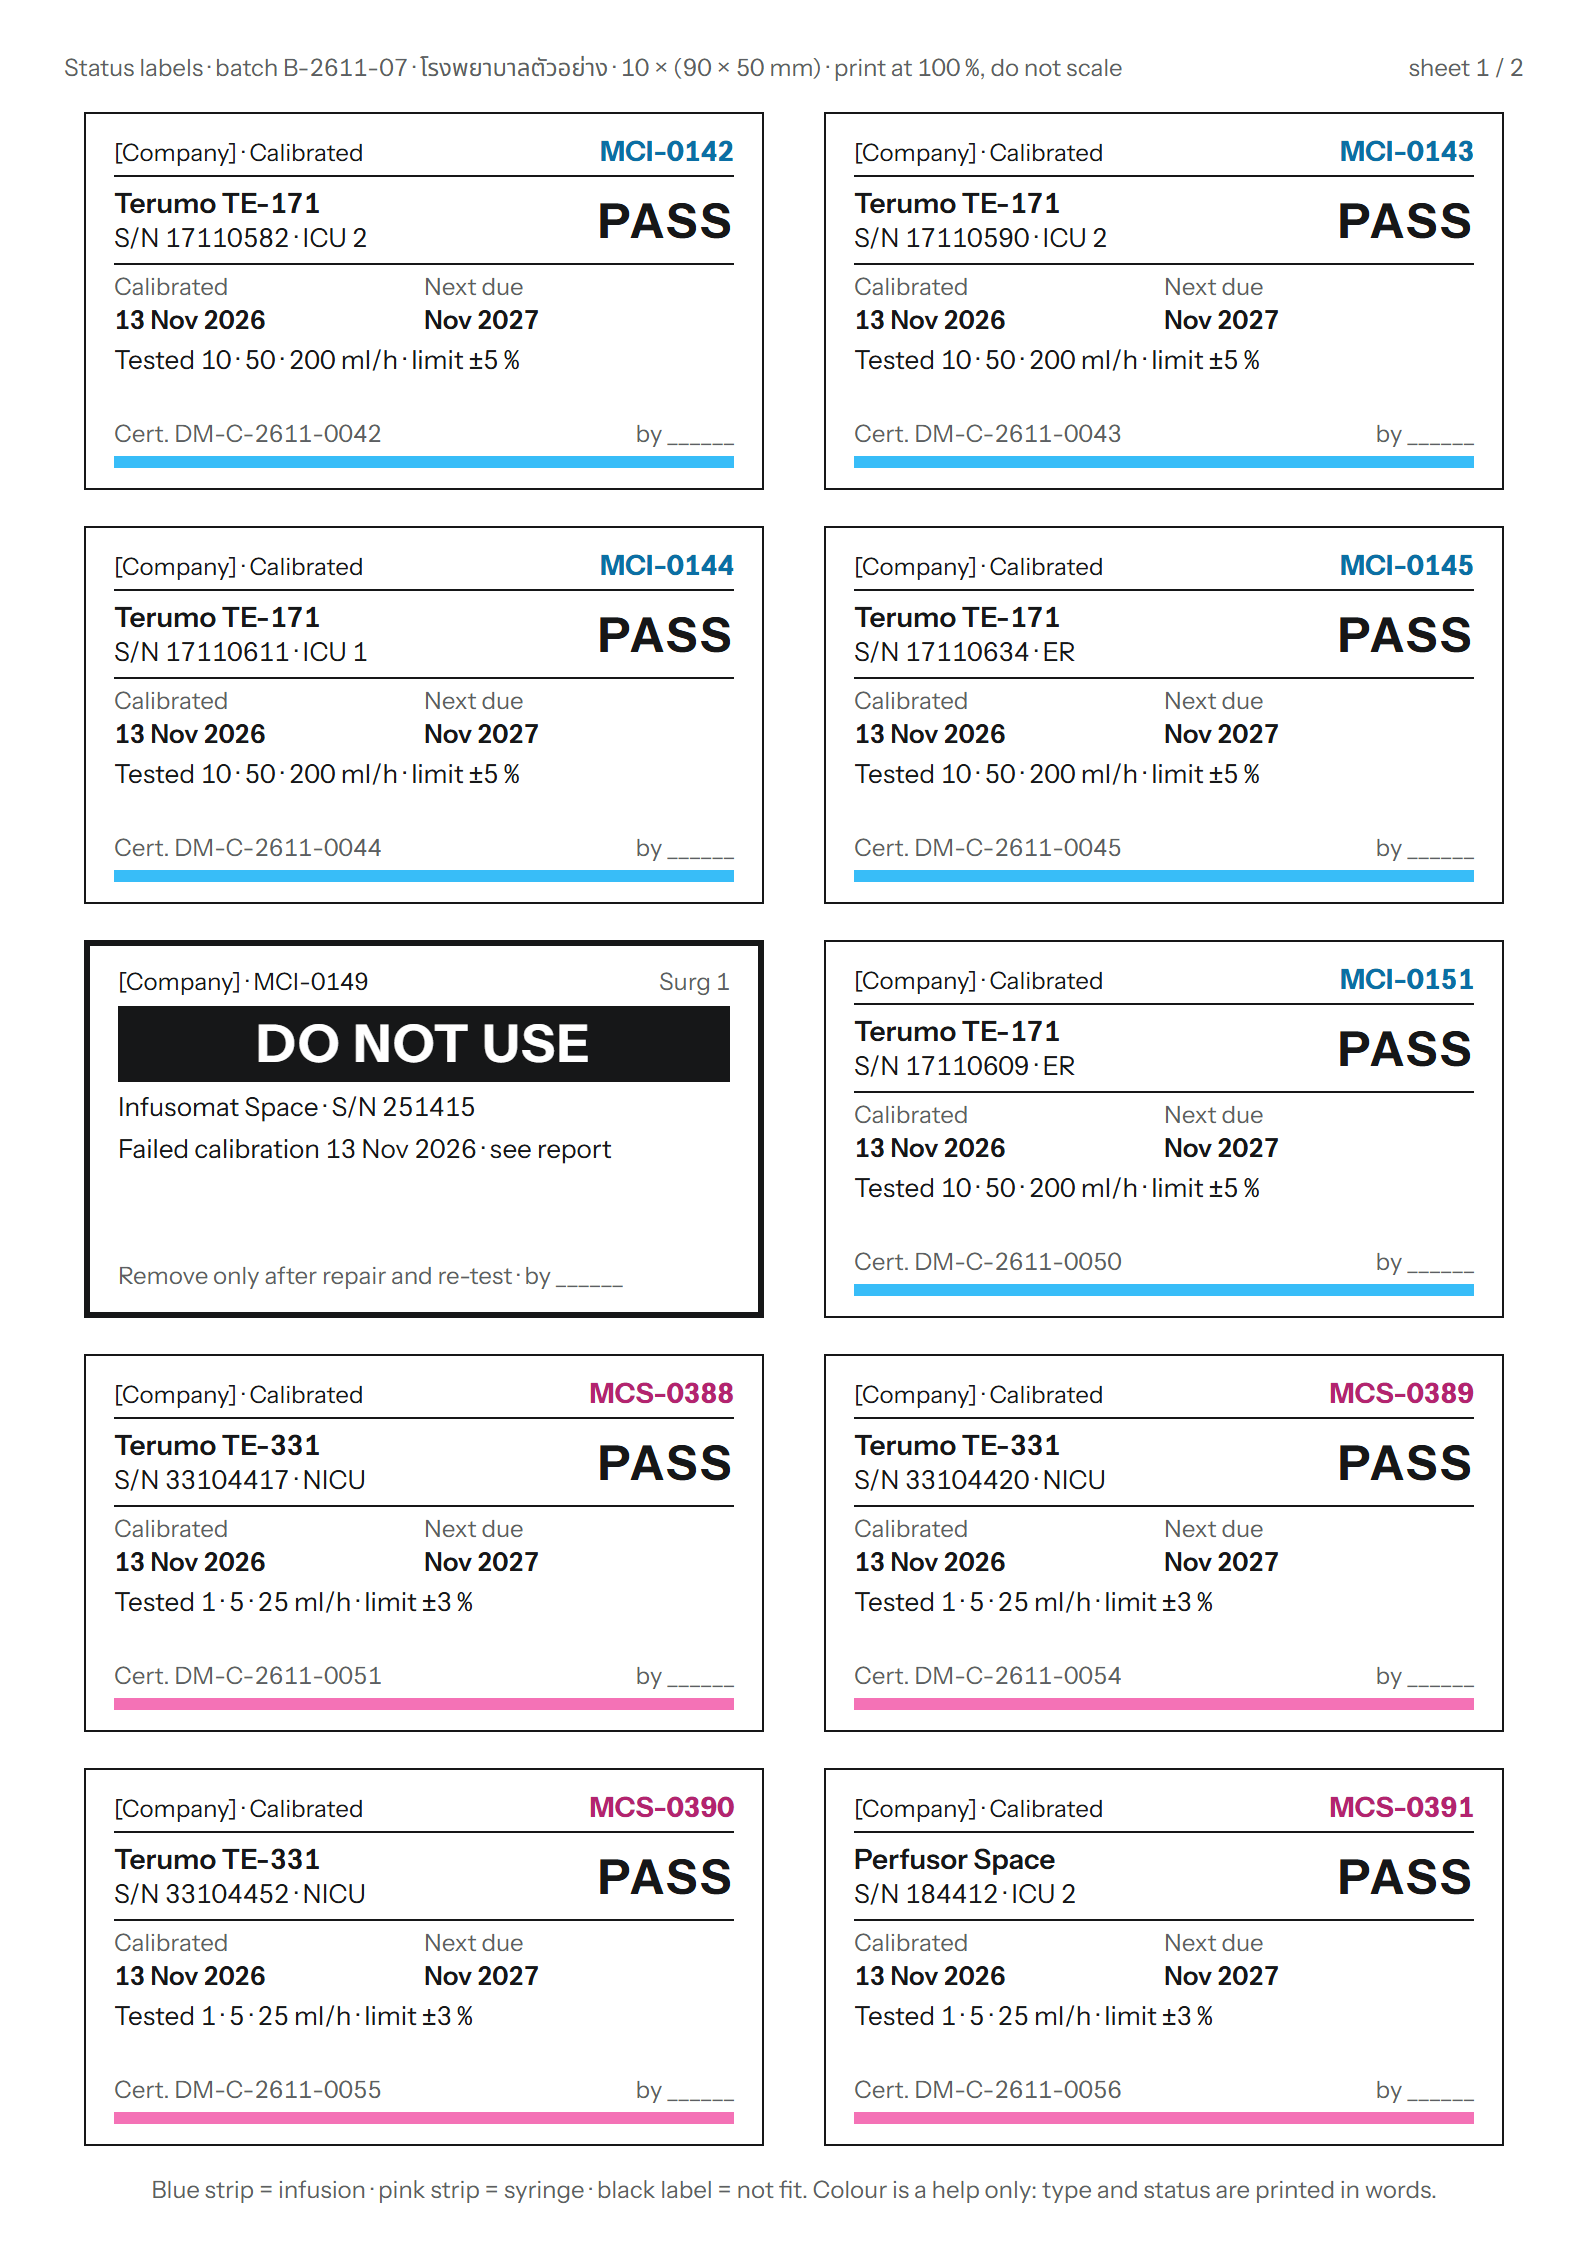 Status labels · batch B-2611-07 · โรงพยาบาลตัวอย่าง · 10 × (90 × 50 mm) · print at 100 %, do not scale
sheet 1 / 2
[Company] · Calibrated
MCI-0142
Terumo TE-171
S/N 17110582 · ICU 2
PASS
Calibrated
Next due
13 Nov 2026
Nov 2027
Tested 10 · 50 · 200 ml/h · limit ±5 %
Cert. DM-C-2611-0042
by ______
[Company] · Calibrated
MCI-0143
Terumo TE-171
S/N 17110590 · ICU 2
PASS
Calibrated
Next due
13 Nov 2026
Nov 2027
Tested 10 · 50 · 200 ml/h · limit ±5 %
Cert. DM-C-2611-0043
by ______
[Company] · Calibrated
MCI-0144
Terumo TE-171
S/N 17110611 · ICU 1
PASS
Calibrated
Next due
13 Nov 2026
Nov 2027
Tested 10 · 50 · 200 ml/h · limit ±5 %
Cert. DM-C-2611-0044
by ______
[Company] · Calibrated
MCI-0145
Terumo TE-171
S/N 17110634 · ER
PASS
Calibrated
Next due
13 Nov 2026
Nov 2027
Tested 10 · 50 · 200 ml/h · limit ±5 %
Cert. DM-C-2611-0045
by ______
[Company] · MCI-0149
Surg 1
DO NOT USE
Infusomat Space · S/N 251415
Failed calibration 13 Nov 2026 · see report
Remove only after repair and re-test · by ______
[Company] · Calibrated
MCI-0151
Terumo TE-171
S/N 17110609 · ER
PASS
Calibrated
Next due
13 Nov 2026
Nov 2027
Tested 10 · 50 · 200 ml/h · limit ±5 %
Cert. DM-C-2611-0050
by ______
[Company] · Calibrated
MCS-0388
Terumo TE-331
S/N 33104417 · NICU
PASS
Calibrated
Next due
13 Nov 2026
Nov 2027
Tested 1 · 5 · 25 ml/h · limit ±3 %
Cert. DM-C-2611-0051
by ______
[Company] · Calibrated
MCS-0389
Terumo TE-331
S/N 33104420 · NICU
PASS
Calibrated
Next due
13 Nov 2026
Nov 2027
Tested 1 · 5 · 25 ml/h · limit ±3 %
Cert. DM-C-2611-0054
by ______
[Company] · Calibrated
MCS-0390
Terumo TE-331
S/N 33104452 · NICU
PASS
Calibrated
Next due
13 Nov 2026
Nov 2027
Tested 1 · 5 · 25 ml/h · limit ±3 %
Cert. DM-C-2611-0055
by ______
[Company] · Calibrated
MCS-0391
Perfusor Space
S/N 184412 · ICU 2
PASS
Calibrated
Next due
13 Nov 2026
Nov 2027
Tested 1 · 5 · 25 ml/h · limit ±3 %
Cert. DM-C-2611-0056
by ______
Blue strip = infusion · pink strip = syringe · black label = not fit. Colour is a help only: type and status are printed in words.